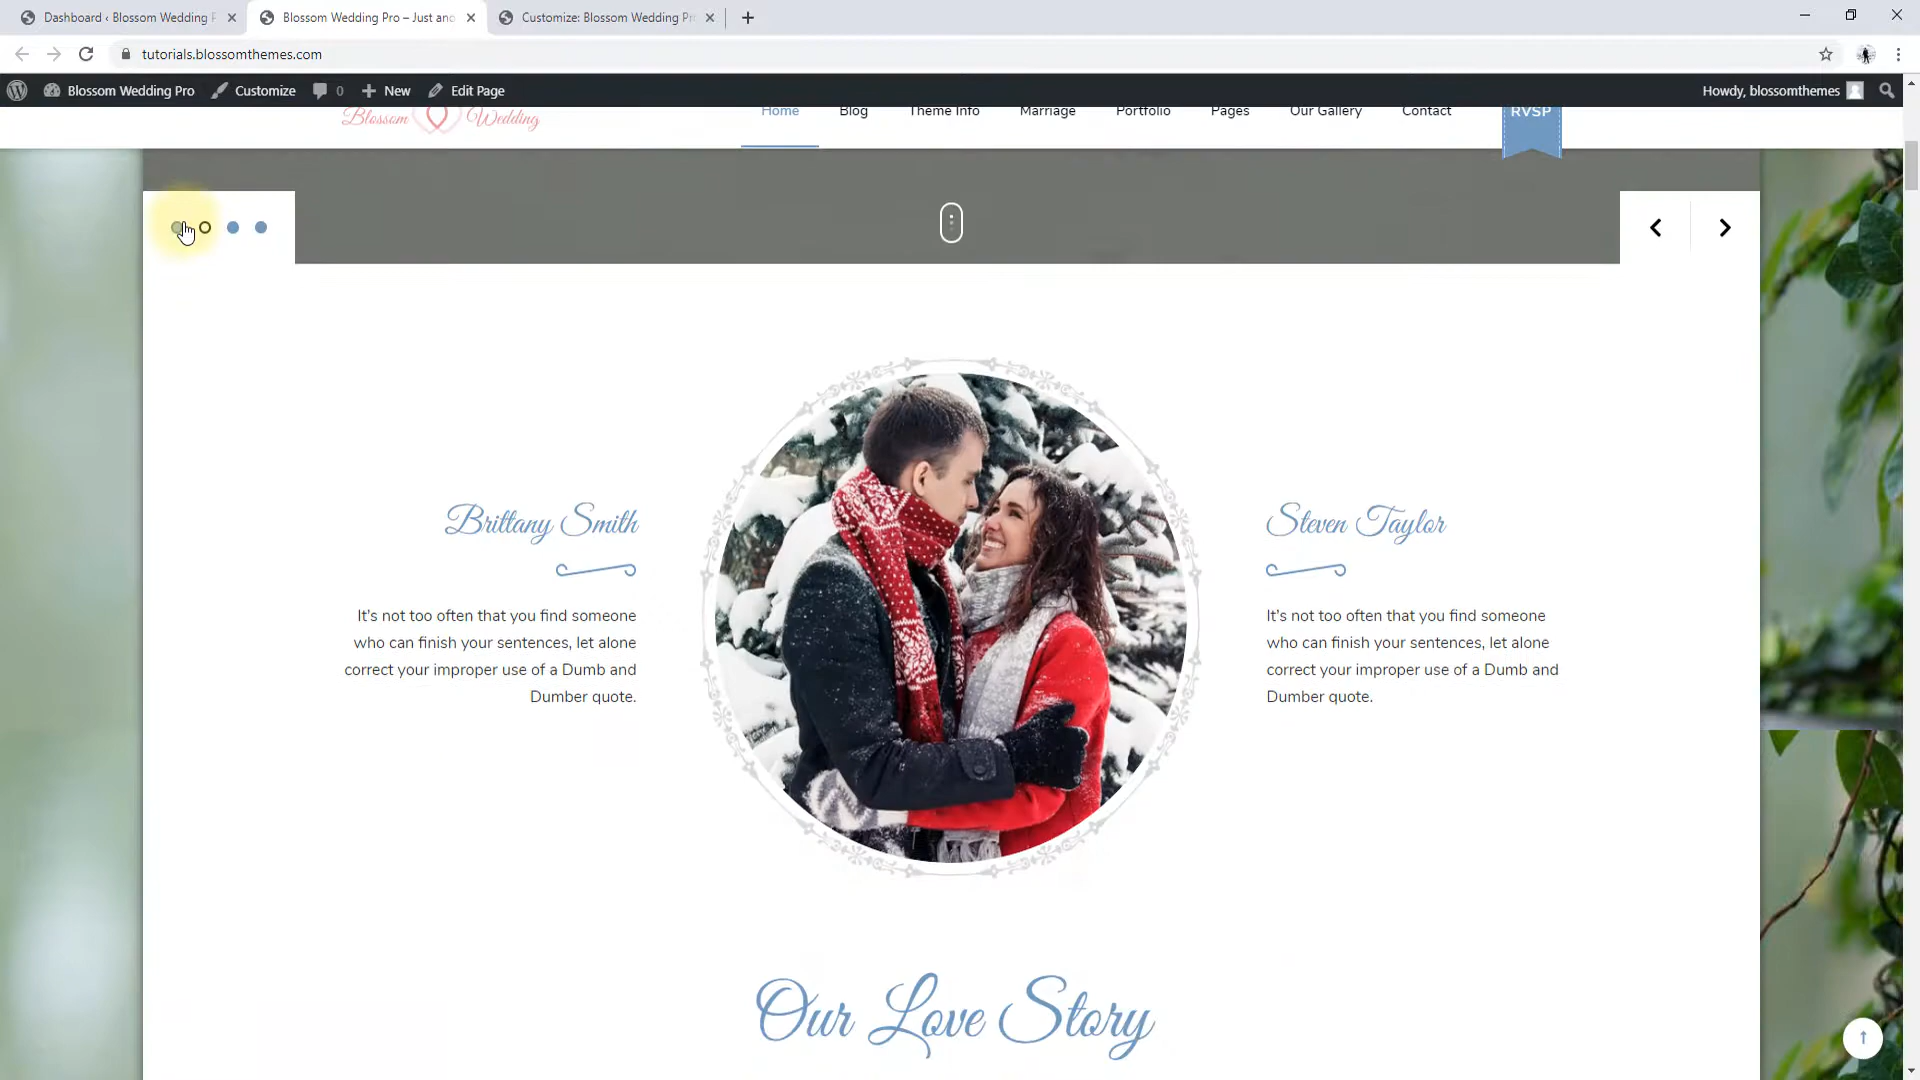 Dashboard ‹ Blossom Wedding P
Blossom Wedding Pro – Just ano
Customize: Blossom Wedding Pr
tutorials.blossomthemes.com
Blossom Wedding Pro
Customize
0
New
Edit Page
Howdy, blossomthemes
Blossom Wedding
Home
Blog
Theme Info
Marriage
Portfolio
Pages
Our Gallery
Contact
RVSP
Brittany Smith
It's not too often that you find someone
who can finish your sentences, let alone
correct your improper use of a Dumb and
Dumber quote.
Steven Taylor
It's not too often that you find someone
who can finish your sentences, let alone
correct your improper use of a Dumb and
Dumber quote.
Our Love Story